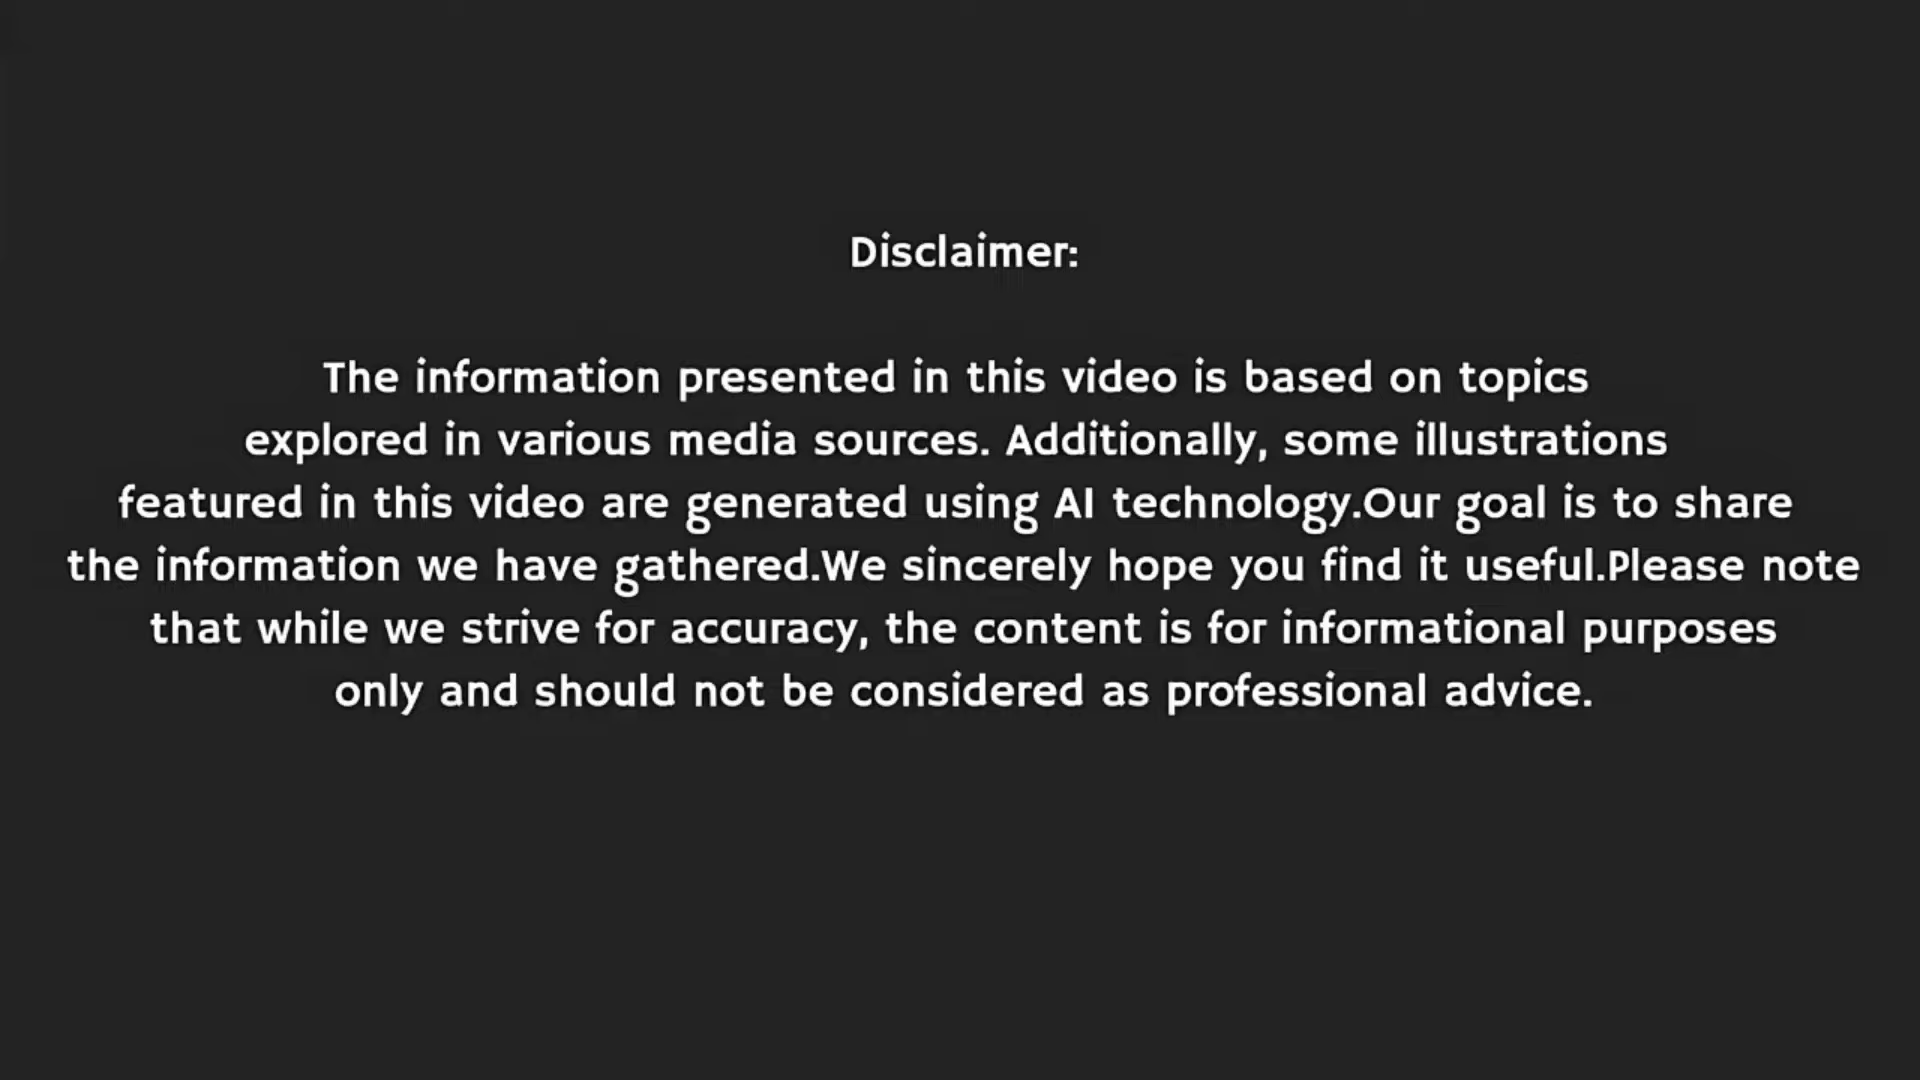 Disclaimer:
The information presented in this video is based on topics
explored in various media sources. Additionally, some illustrations
featured in this video are generated using AI technology.Our goal is to share
the information we have gathered.We sincerely hope you find it useful.Please note
that while we strive for accuracy, the content is for informational purposes
only and should not be considered as professional advice.